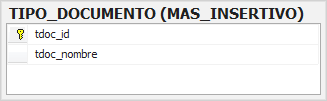 TIPO_DOCUMENTO (MAS_INSERTIVO)
tdoc_id
tdoc_nombre